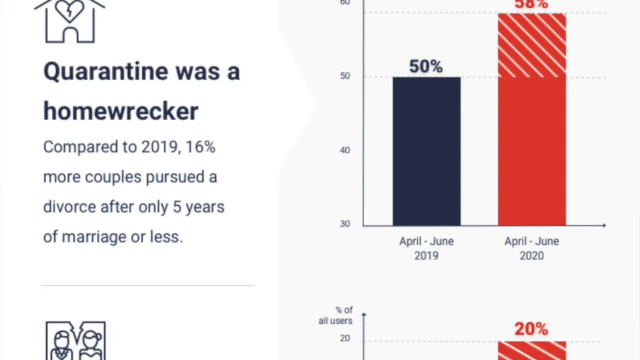 Quarantine was a
homewrecker
Compared to 2019, 16%
more couples pursued a
divorce after only 5 years
of marriage or less.
60
58%
50%
50
40
30
April - June
2019
April - June
2020
% of
all users
20
20%